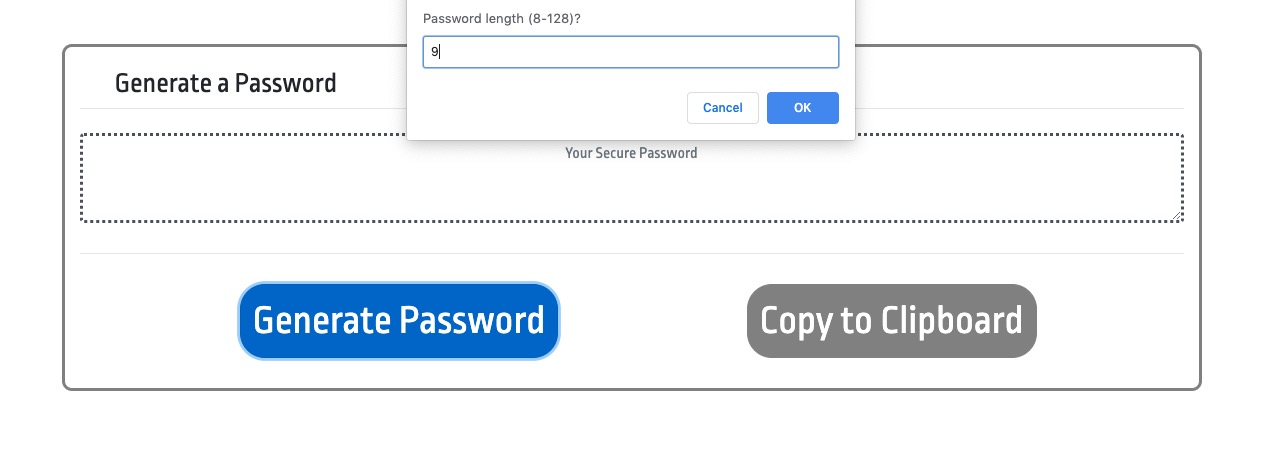 Password length (8-128)?
9
Generate a Password
Cancel
OK
Your Secure Password
Generate Password
Copy to Clipboard